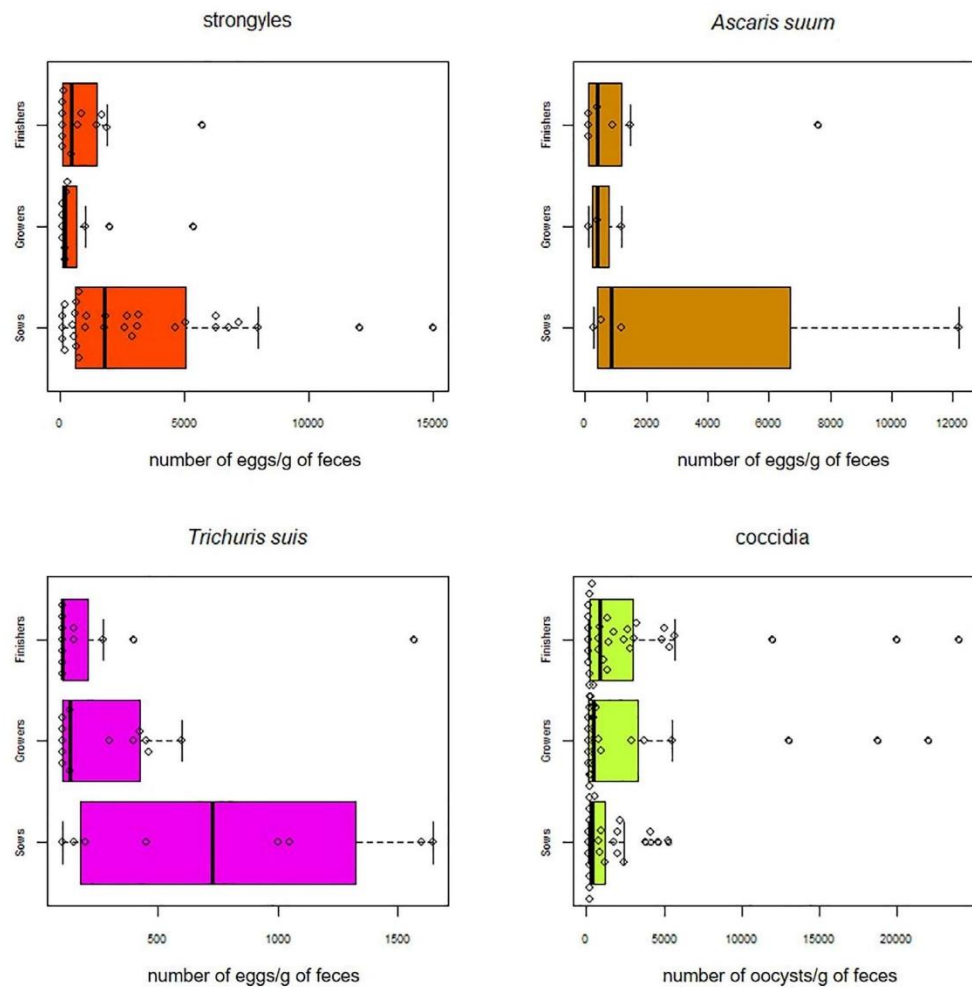 strongyles
Finishers
Growers
Sows
0 5000 10000 15000
number of eggs/g of feces
Ascaris suum
Finishers
Growers
Sows
0 2000 4000 6000 8000 10000 12000
number of eggs/g of feces
Trichuris suis
Finishers
Growers
Sows
500 1000 1500
number of eggs/g of feces
coccidia
Finishers
Growers
Sows
0 5000 10000 15000 20000
number of oocysts/g of feces